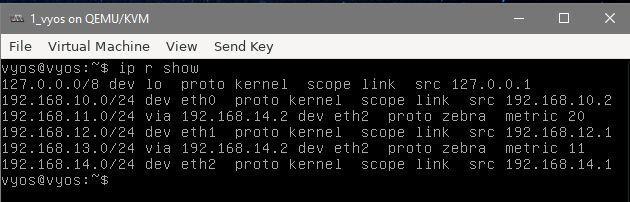 1_vyos on QEMU/KVM
File Virtual Machine View Send Key
vyos@vyos:~$ ip r show
127.0.0.0/8 dev lo  proto kernel  scope link  src 127.0.0.1
192.168.10.0/24 dev eth0  proto kernel  scope link  src 192.168.10.2
192.168.11.0/24 via 192.168.14.2 dev eth2  proto zebra  metric 20
192.168.12.0/24 dev eth1  proto kernel  scope link  src 192.168.12.1
192.168.13.0/24 via 192.168.14.2 dev eth2  proto zebra  metric 11
192.168.14.0/24 dev eth2  proto kernel  scope link  src 192.168.14.1
vyos@vyos:~$